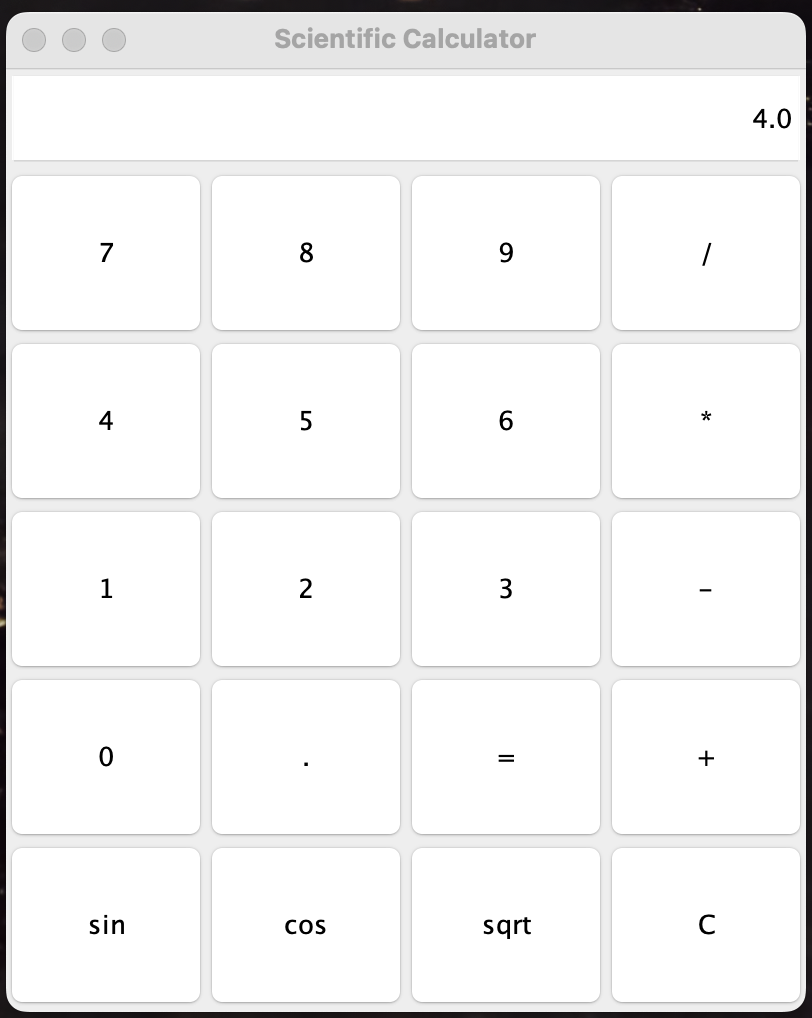 Scientific Calculator
4.0
7 8 9 /
4 5 6 *
1 2 3 -
0 . = +
sin cos sqrt C